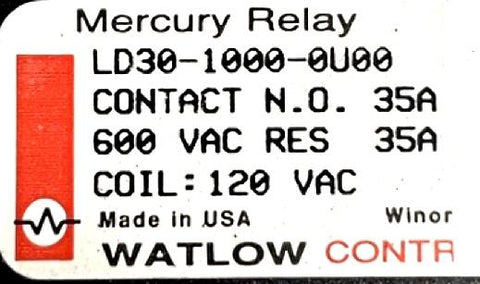 Mercury Relay
LD30-1000-0U00
CONTACT N.O. 35A
600 VAC RES 35A
COIL: 120 VAC
Made in USA Winor
WATLOW CONTR